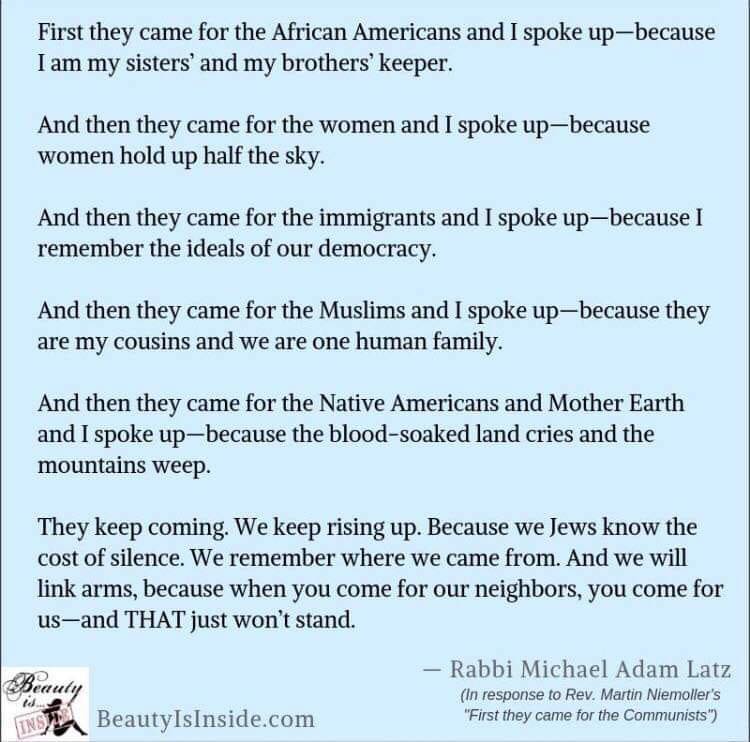 First they came for the African Americans and I spoke up—because
I am my sisters’ and my brothers’ keeper.
And then they came for the women and I spoke up—because
women hold up half the sky.
And then they came for the immigrants and I spoke up—because I
remember the ideals of our democracy.
And then they came for the Muslims and I spoke up—because they
are my cousins and we are one human family.
And then they came for the Native Americans and Mother Earth
and I spoke up—because the blood-soaked land cries and the
mountains weep.
They keep coming. We keep rising up. Because we Jews know the
cost of silence. We remember where we came from. And we will
link arms, because when you come for our neighbors, you come for
us—and THAT just won’t stand.
— Rabbi Michael Adam Latz
(In response to Rev. Martin Niemoller's
"First they came for the Communists")
Beauty
is...
INSIDE
BeautyIsInside.com